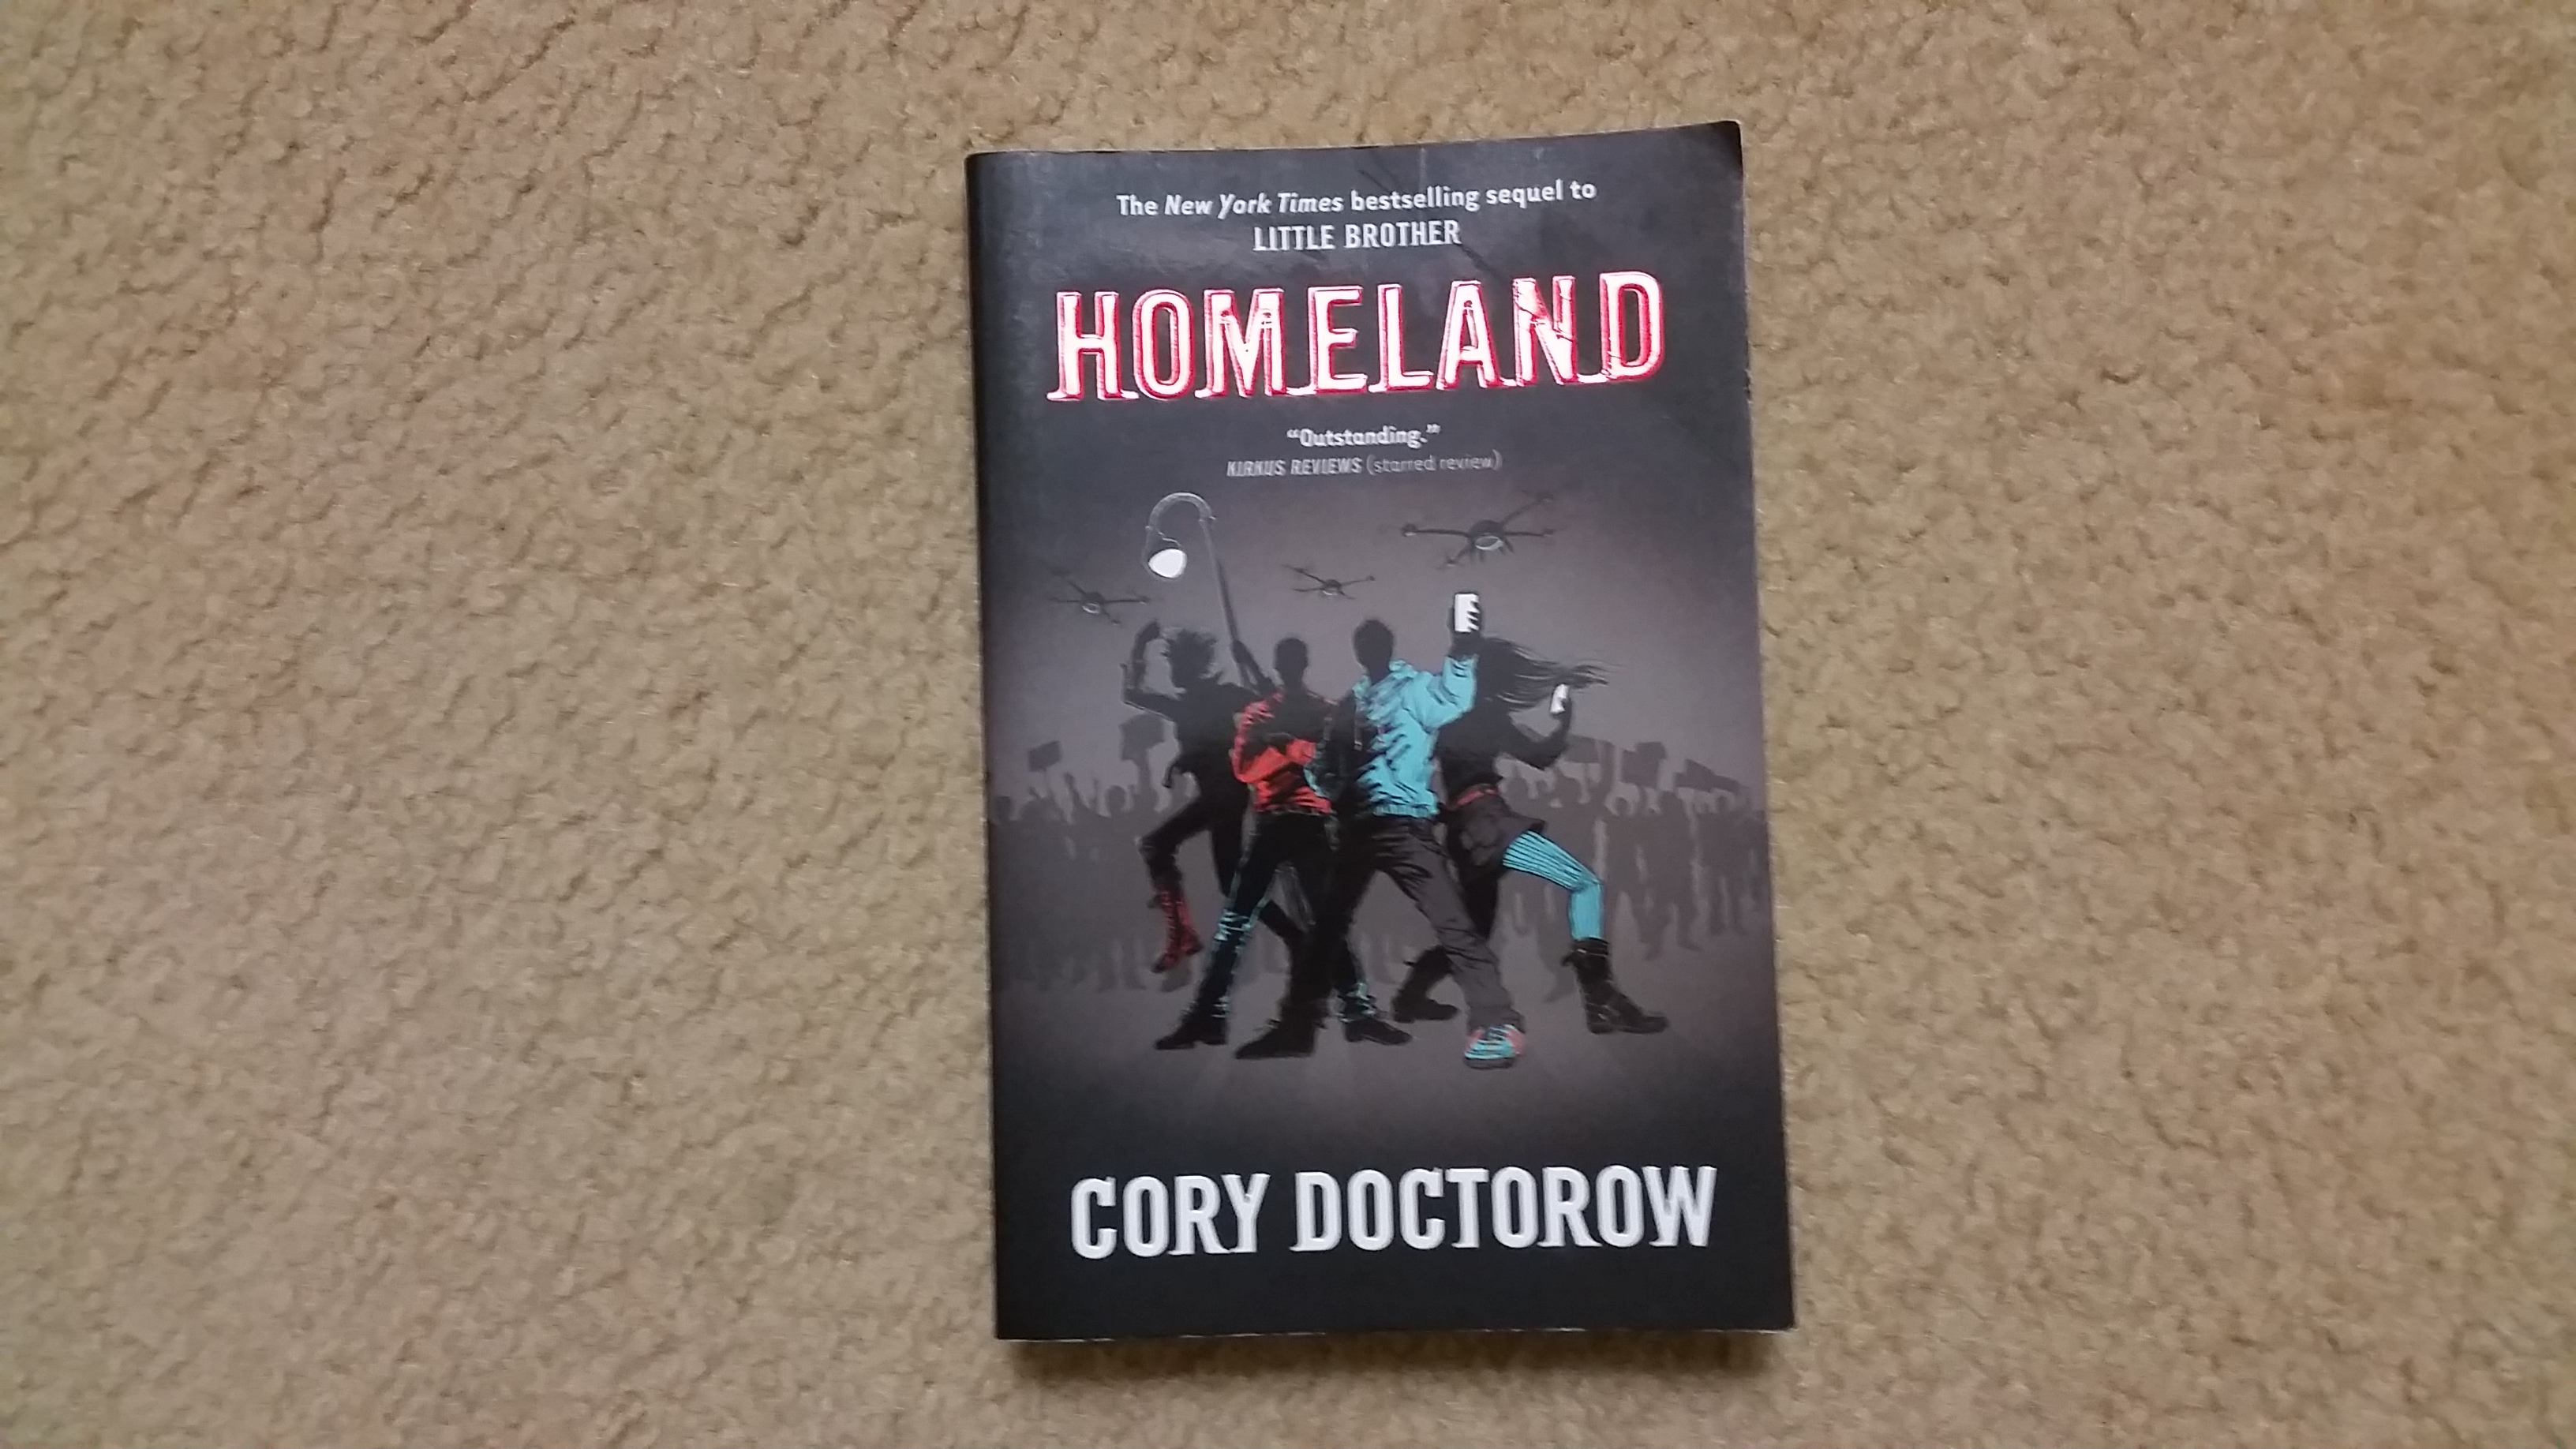 The New York Times bestselling sequel to
LITTLE BROTHER
HOMELAND
“Outstanding.”
KIRKUS REVIEWS (starred review)
CORY DOCTOROW